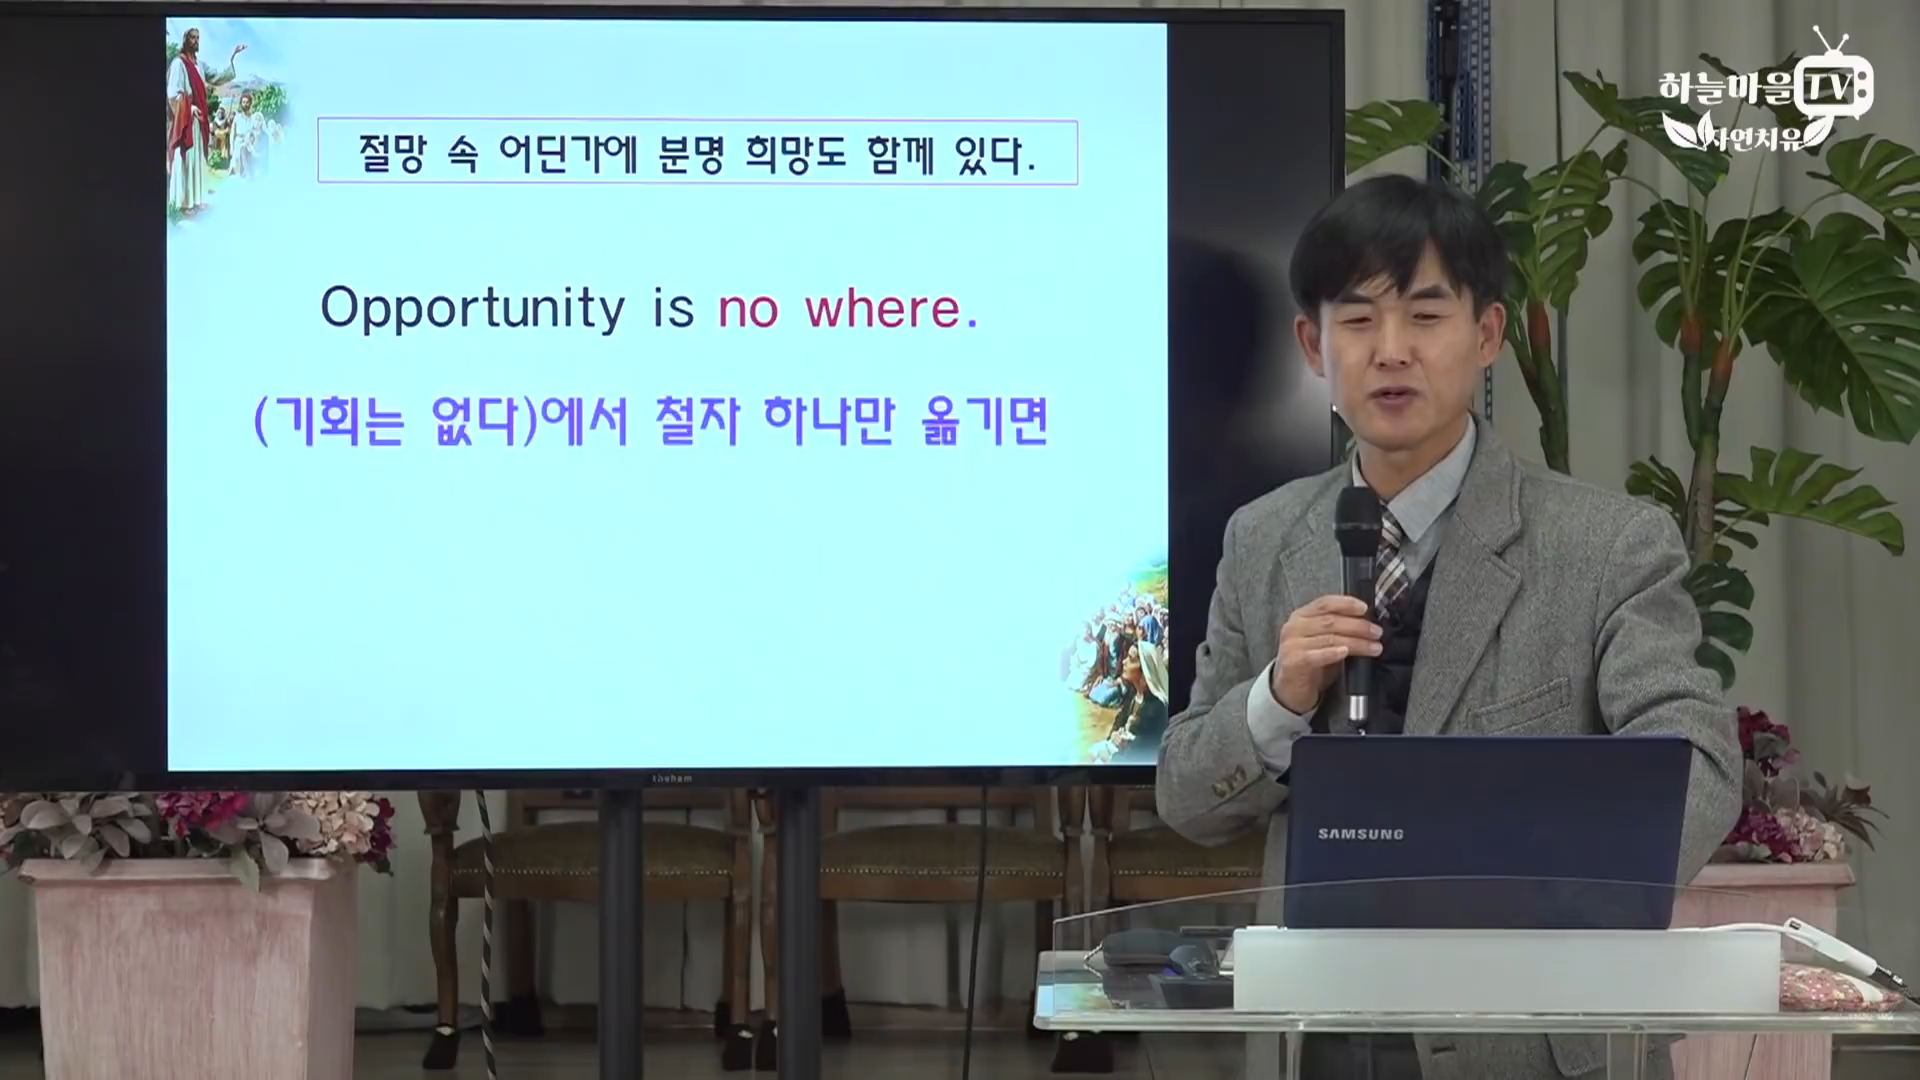 절망 속 어딘가에 분명 희망도 함께 있다.
Opportunity is no where.
(기회는 없다)에서 철자 하나만 옮기면
하늘마을TV
자연치유
SAMSUNG